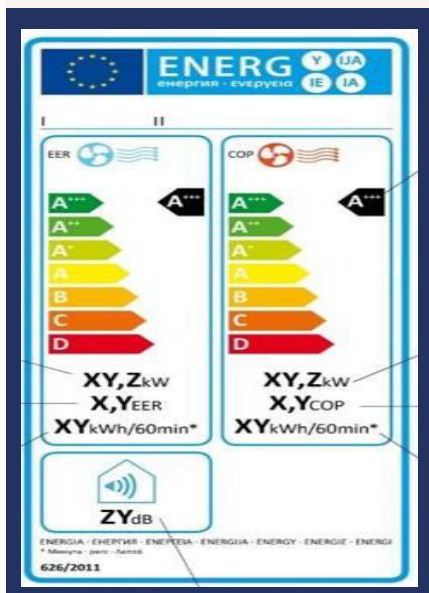 ENERG Y IJA
енергия · ενεργεια IE IA
I II
EER COP
A+++ A+++ A+++ A+++
A++ A++
A+ A+
A A
B B
C C
D D
XY,ZkW XY,ZkW
X,YEER X,YCOP
XYkWh/60min* XYkWh/60min*
ZYdB
ENERGIA · ЕНЕРГИЯ · ΕΝΕΡΓΕΙΑ · ENERGIJA · ENERGY · ENERGIE · ENERGI
626/2011